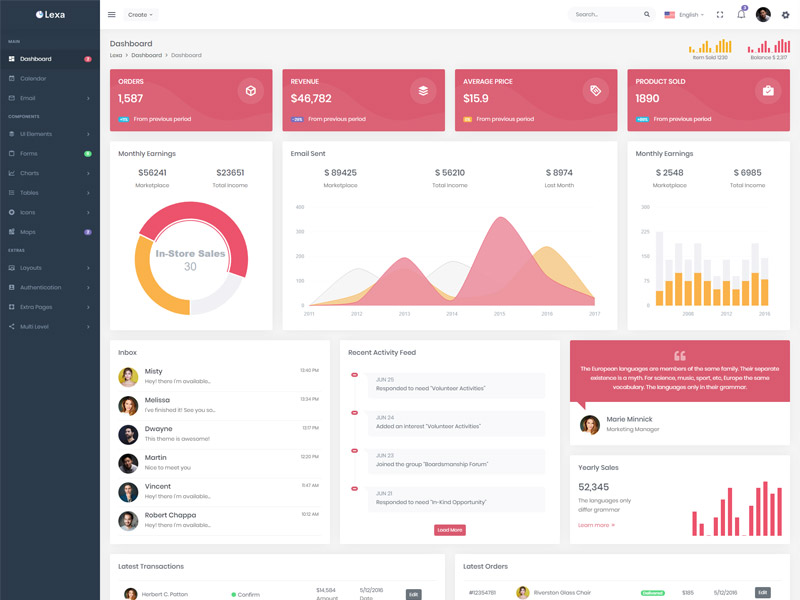 Lexa
Create
Search...
English
3
MAIN
Dashboard
Calendar
Email
COMPONENTS
UI Elements
Forms
Charts
Tables
Icons
Maps
EXTRAS
Layouts
Authentication
Extra Pages
Multi Level
Dashboard
Lexa > Dashboard > Dashboard
Item Sold 1230
Balance $ 2,317
ORDERS
1,587
From previous period
REVENUE
$46,782
-29%
From previous period
AVERAGE PRICE
$15.9
0%
From previous period
PRODUCT SOLD
1890
+89%
From previous period
Monthly Earnings
$56241
$23651
Marketplace
Total Income
In-Store Sales
30
Email Sent
$ 89425
$ 56210
$ 8974
Marketplace
Total Income
Last Month
400
300
200
100
0
2011
2012
2013
2014
2015
2016
2017
Monthly Earnings
$ 2548
$ 6985
Marketplace
Total Income
300
225
150
75
0
2008
2012
2016
Inbox
Misty
13:40 PM
Hey! there I'm available...
Melissa
13:34 PM
I've finished it! See you so...
Dwayne
13:17 PM
This theme is awesome!
Martin
12:20 PM
Nice to meet you
Vincent
11:47 AM
Hey! there I'm available...
Robert Chappa
10:12 AM
Hey! there I'm available...
Recent Activity Feed
JUN 25
Responded to need "Volunteer Activities"
JUN 24
Added an interest "Volunteer Activities"
JUN 23
Joined the group "Boardsmanship Forum"
JUN 21
Responded to need "In-Kind Opportunity"
Load More
The European languages are members of the same family. Their separate
existence is a myth. For science, music, sport, etc, Europe the same
vocabulary. The languages only in their grammar.
Marie Minnick
Marketing Manager
Yearly Sales
52,345
The languages only
differ grammar
Learn more
Latest Transactions
Herbert C. Patton
Confirm
$14,584
Amount
5/12/2016
Date
Edit
Latest Orders
#12354781
Riverston Glass Chair
Delivered
$185
5/12/2016
Edit